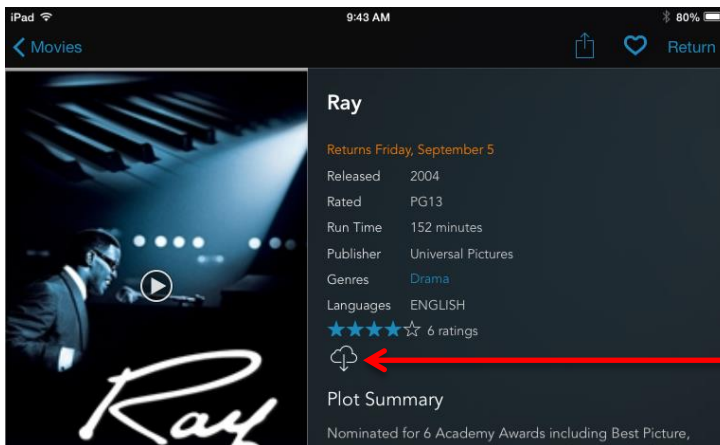 iPad 9:43 AM 80%
Movies Return
Ray
Returns Friday, September 5
Released 2004
Rated PG13
Run Time 152 minutes
Publisher Universal Pictures
Genres Drama
Languages ENGLISH
6 ratings
Ray
Plot Summary
Nominated for 6 Academy Awards including Best Picture,